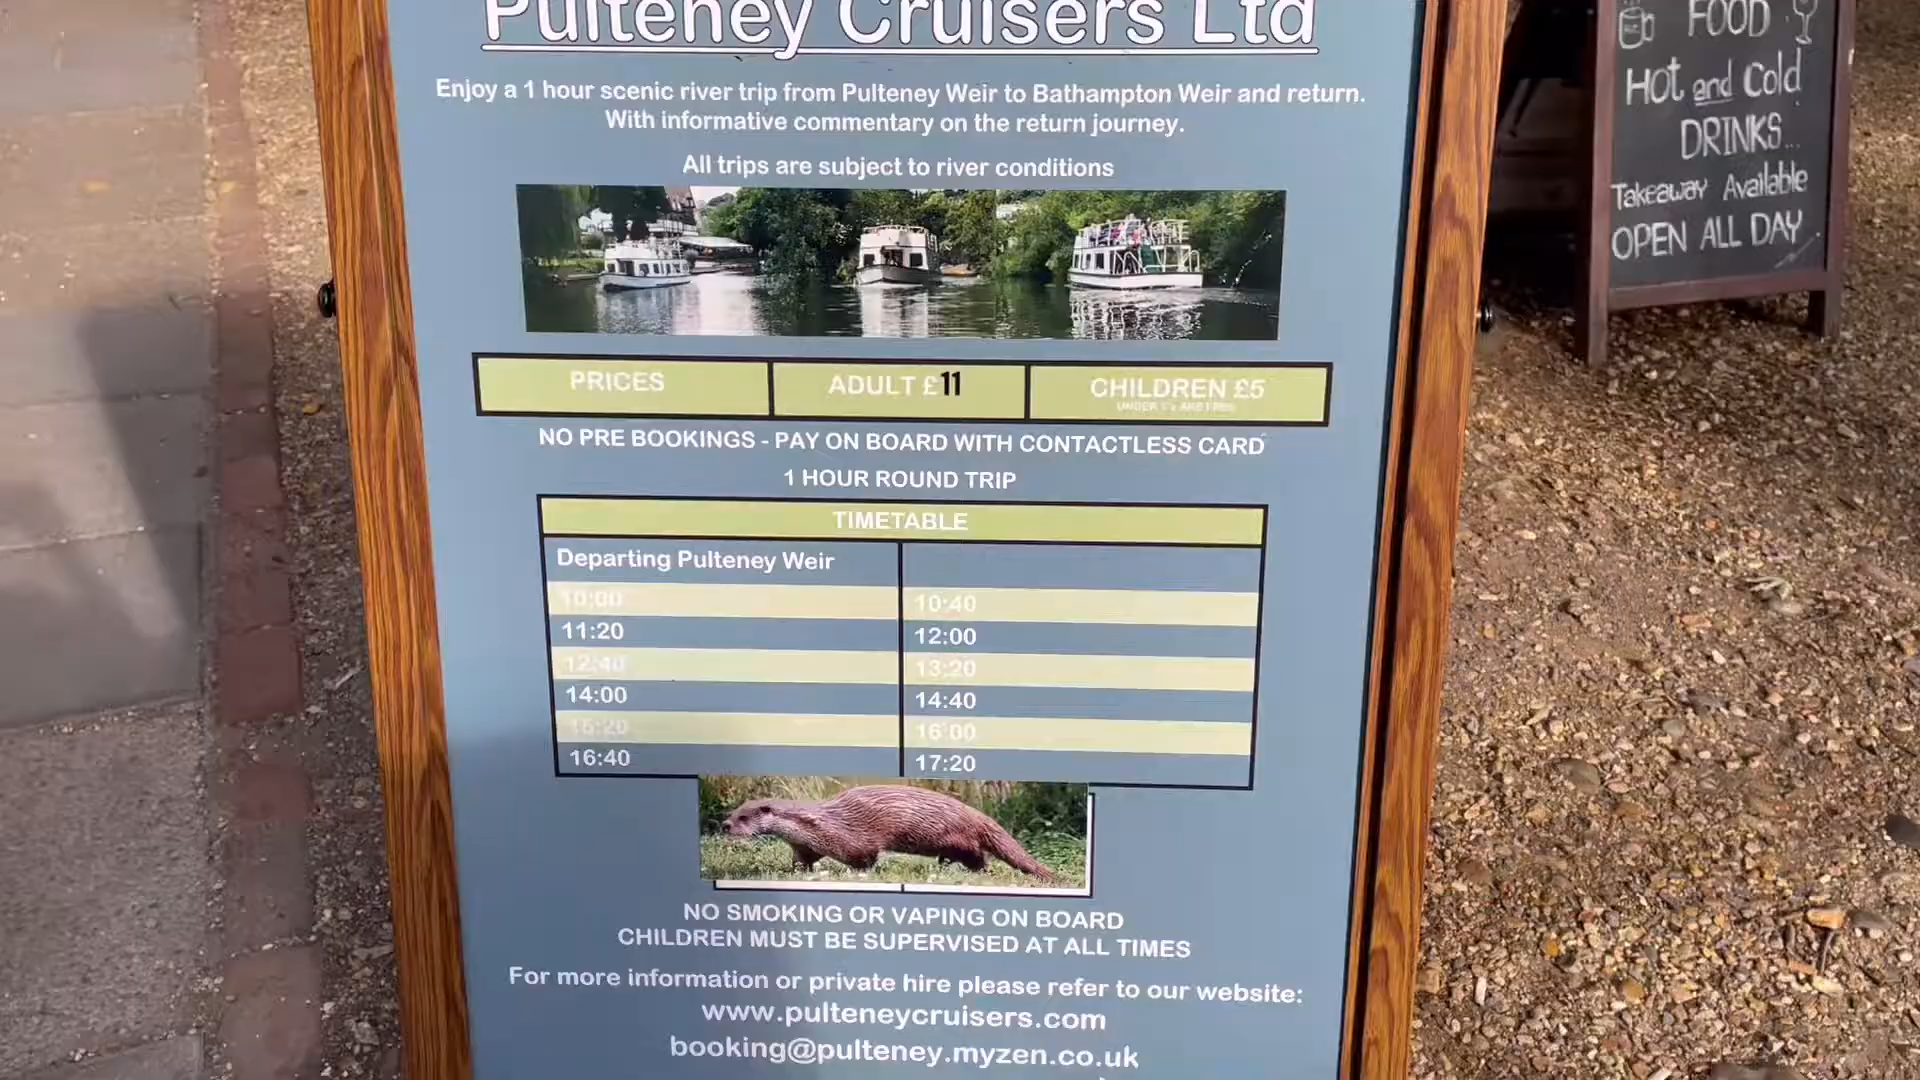 Pulteney Cruisers Ltd
Enjoy a 1 hour scenic river trip from Pulteney Weir to Bathampton Weir and return.
With informative commentary on the return journey.
All trips are subject to river conditions
PRICES ADULT £11 CHILDREN £5
NO PRE BOOKINGS - PAY ON BOARD WITH CONTACTLESS CARD
1 HOUR ROUND TRIP
TIMETABLE
Departing Pulteney Weir
10:00 10:40
11:20 12:00
12:40 13:20
14:00 14:40
15:20 16:00
16:40 17:20
NO SMOKING OR VAPING ON BOARD
CHILDREN MUST BE SUPERVISED AT ALL TIMES
For more information or private hire please refer to our website:
www.pulteneycruisers.com
booking@pulteney.myzen.co.uk
FOOD
Hot and Cold
DRINKS...
Takeaway Available
OPEN ALL DAY